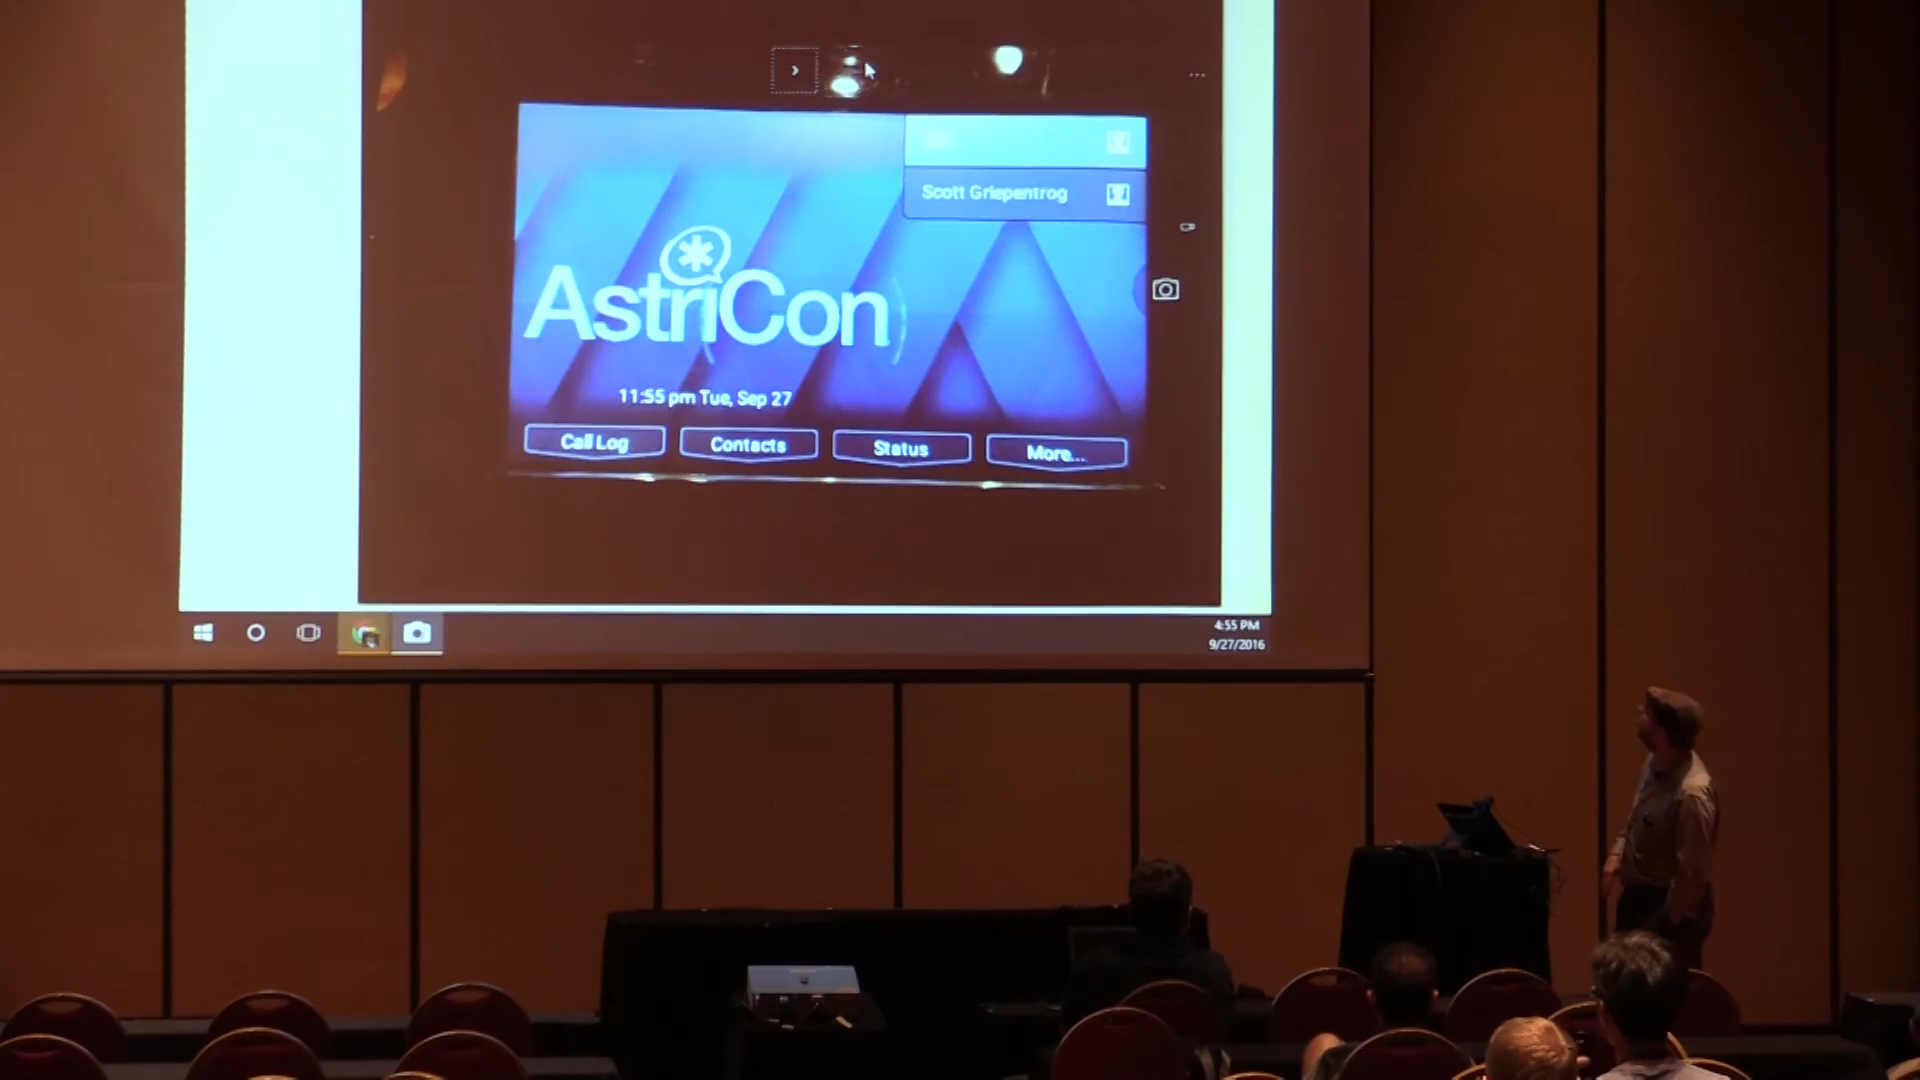 Scott Griepentrog
AstriCon
11:55 pm Tue, Sep 27
Call Log
Contacts
Status
More...
4:55 PM
9/27/2016